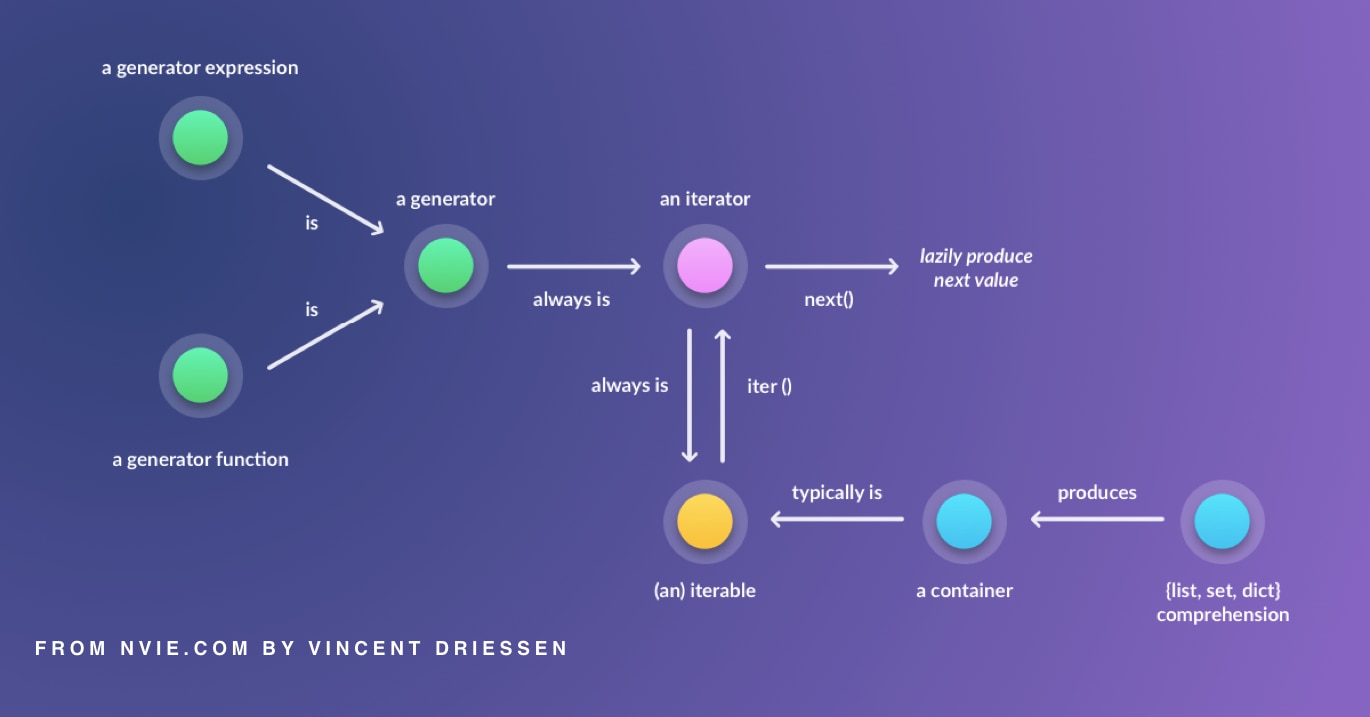 a generator expression
is
a generator
an iterator
always is
next()
lazily produce
next value
is
a generator function
always is
iter ()
typically is
produces
(an) iterable
a container
{list, set, dict}
comprehension
FROM NVIE.COM BY VINCENT DRIESSEN